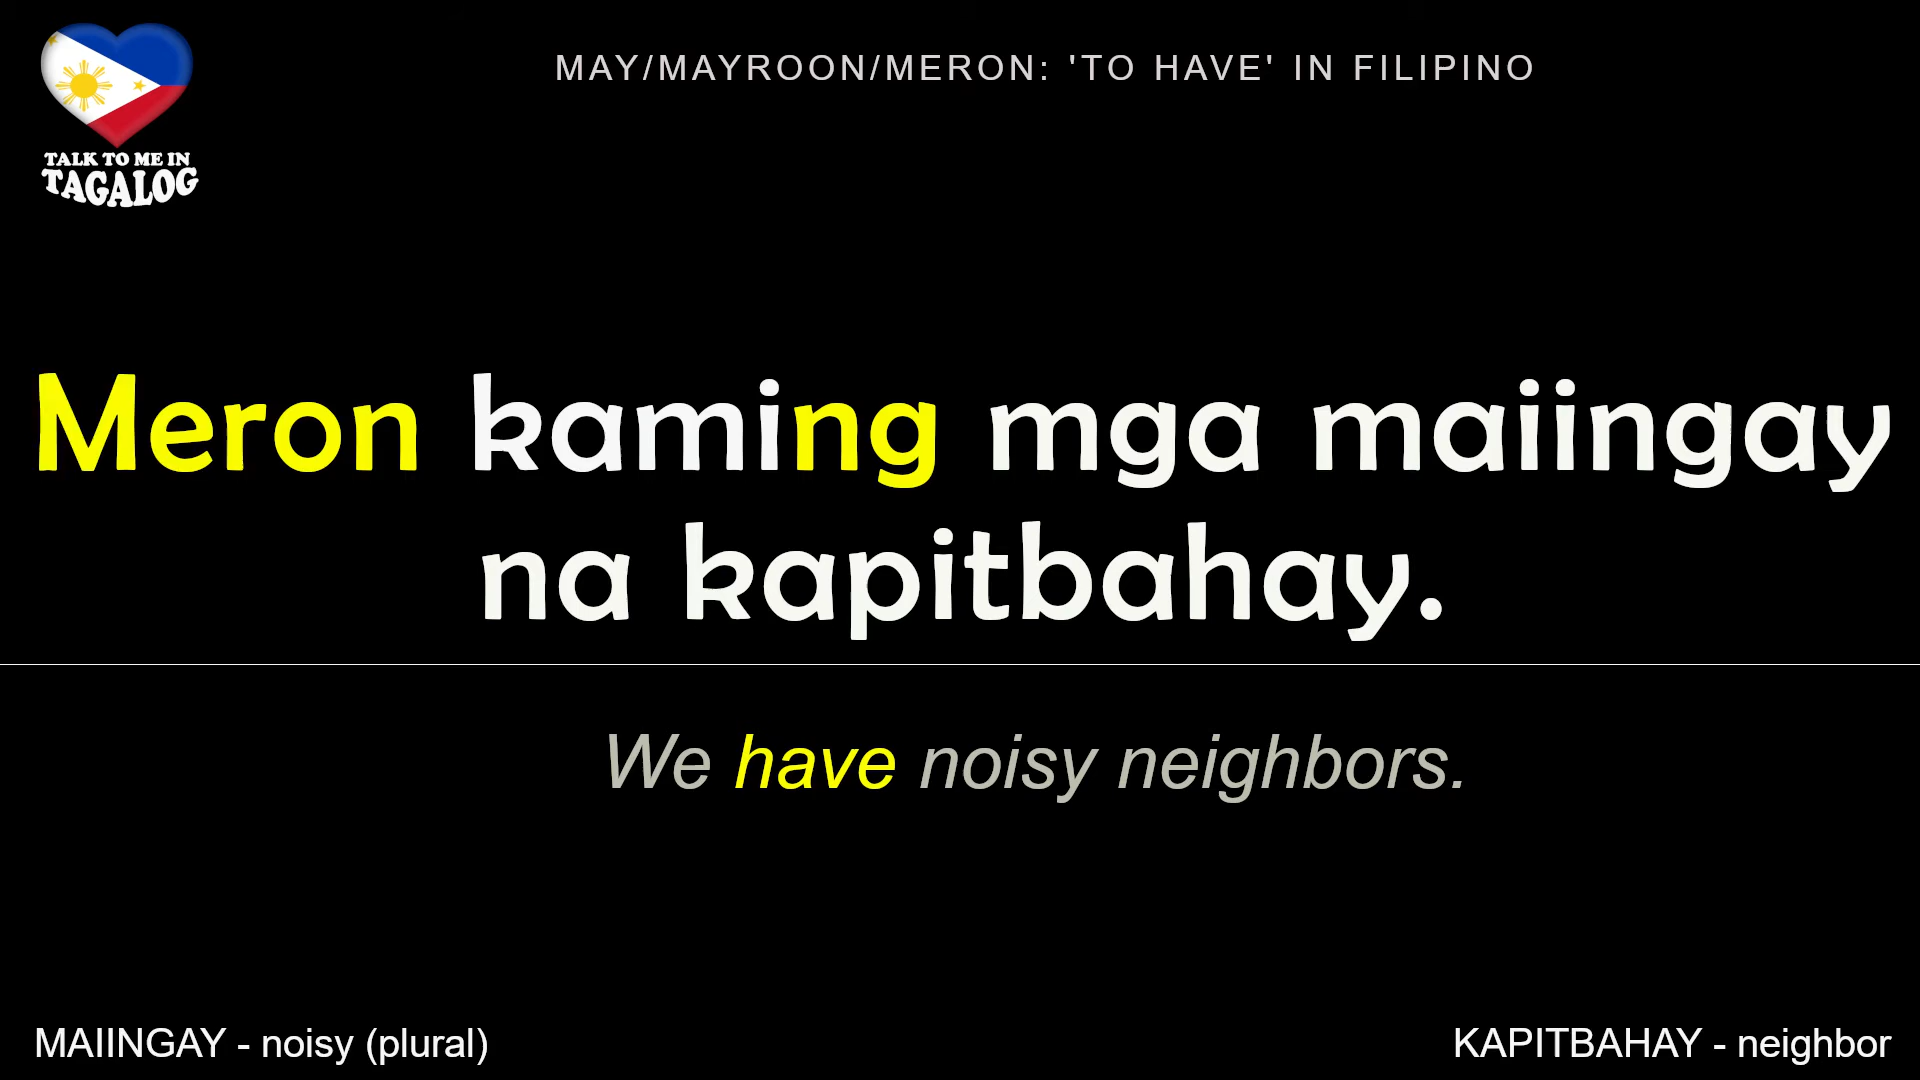 MAY/MAYROON/MERON: 'TO HAVE' IN FILIPINO
TALK TO ME IN
TAGALOG
Meron kaming mga maiingay
na kapitbahay.
We have noisy neighbors.
MAIINGAY - noisy (plural)
KAPITBAHAY - neighbor